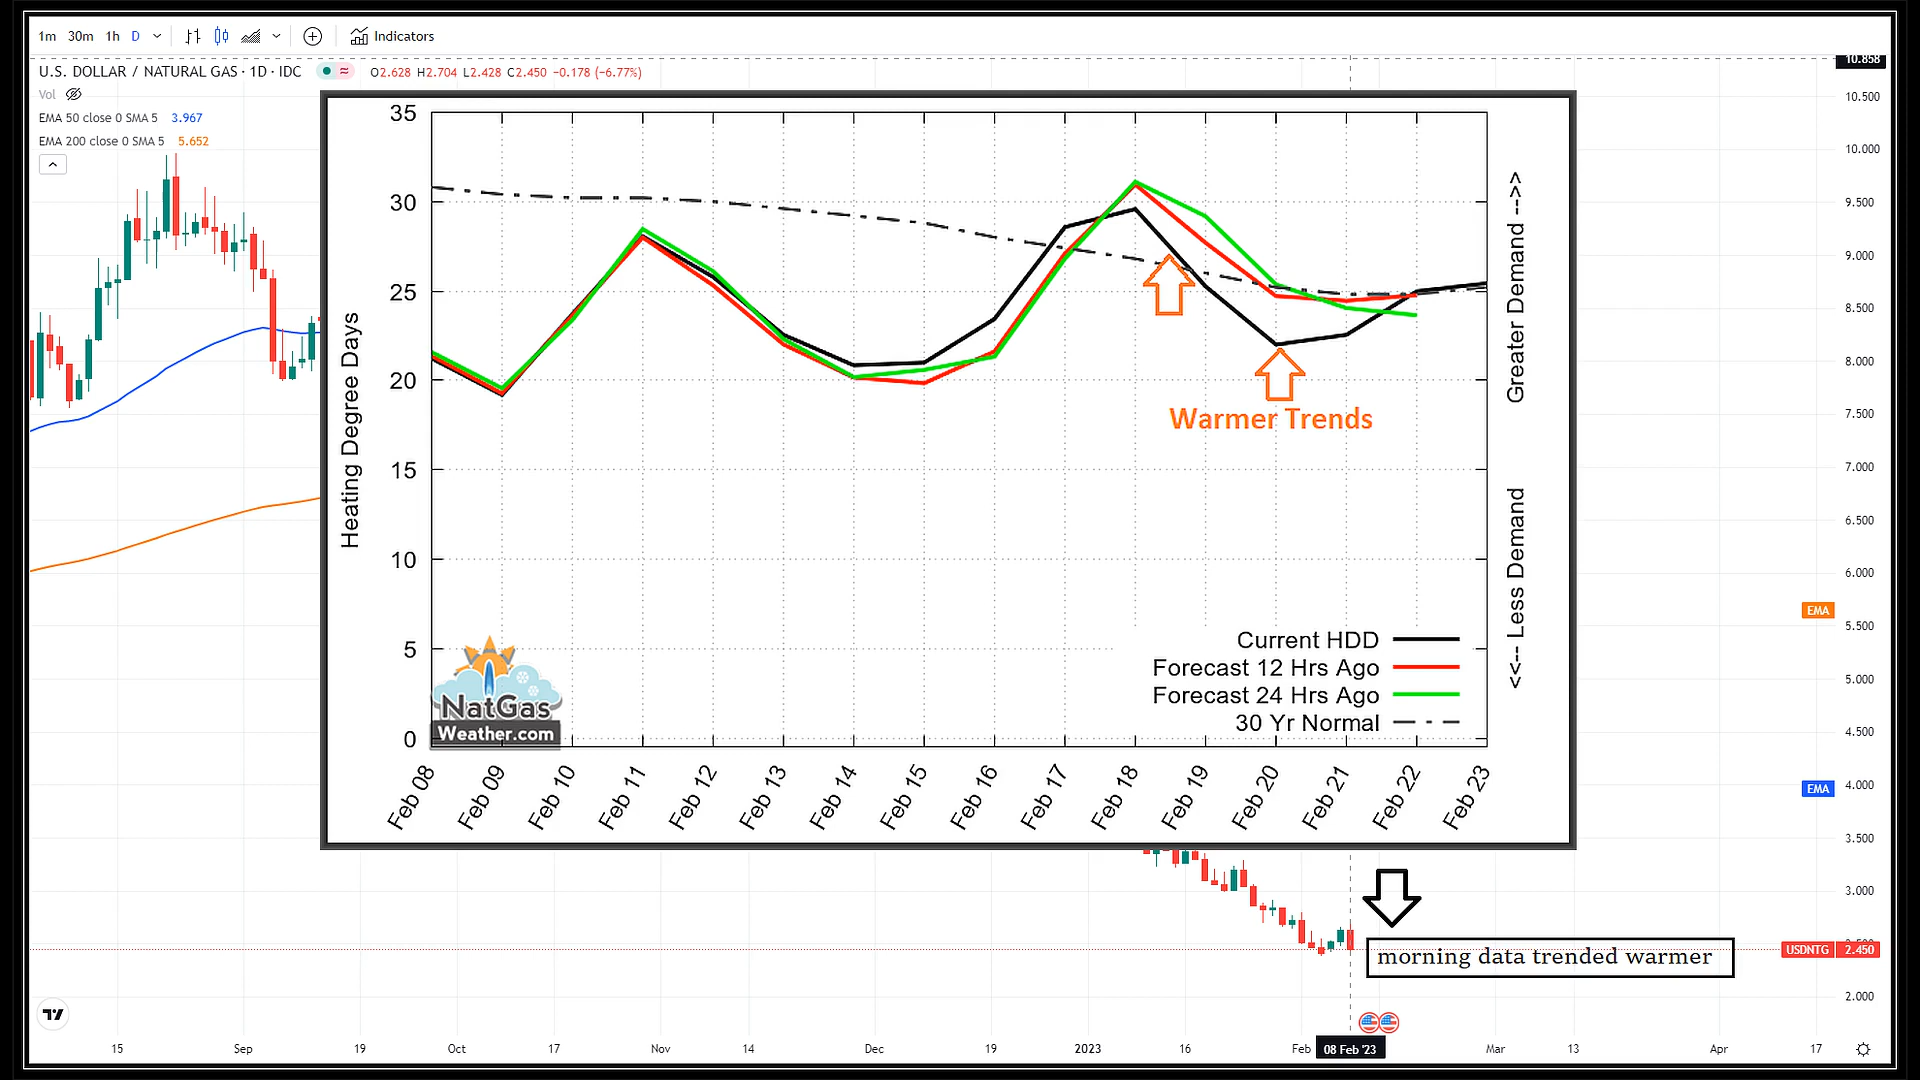 1m 30m 1h D Indicators
U.S. DOLLAR / NATURAL GAS · 1D · IDC O2.628 H2.704 L2.428 C2.450 −0.178 (−6.77%)
Vol
EMA 50 close 0 SMA 5 3.967
EMA 200 close 0 SMA 5 5.652
10.858
10.500
10.000
9.500
9.000
8.500
8.000
7.500
7.000
6.500
6.000
EMA
5.500
5.000
4.500
4.000
EMA
3.500
3.000
USDNTG 2.450
2.000
35
30
25
20
15
10
5
0
Heating Degree Days
Greater Demand -->>
<<-- Less Demand
Warmer Trends
Current HDD
Forecast 12 Hrs Ago
Forecast 24 Hrs Ago
30 Yr Normal
NatGas
Weather.com
Feb 08 Feb 09 Feb 10 Feb 11 Feb 12 Feb 13 Feb 14 Feb 15 Feb 16 Feb 17 Feb 18 Feb 19 Feb 20 Feb 21 Feb 22 Feb 23
morning data trended warmer
15 Sep 19 Oct 17 Nov 14 Dec 19 2023 16 Feb 08 Feb '23 Mar 13 Apr 17